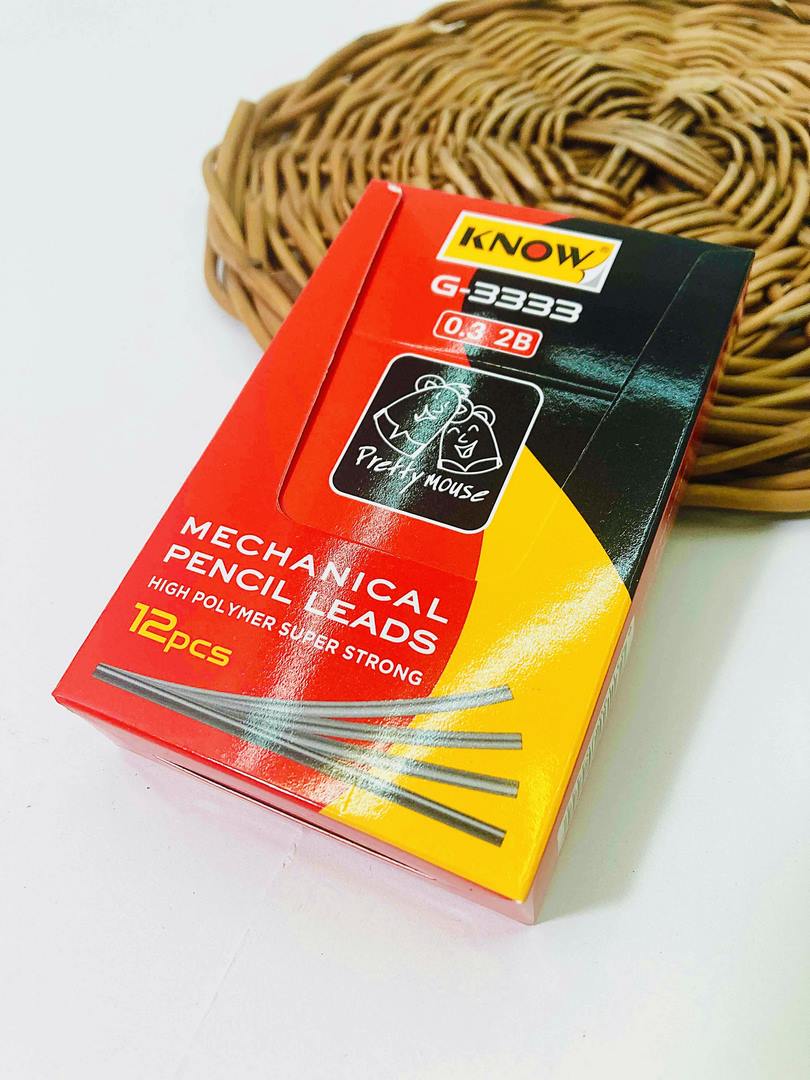 KNOW
G-3333
0.3 2B
Pretty mouse
MECHANICAL
PENCIL LEADS
HIGH POLYMER SUPER STRONG
12pcs